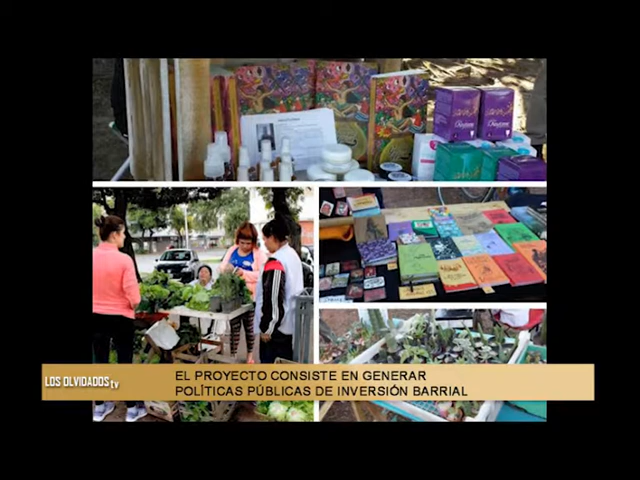 LOS OLVIDADOS tv
EL PROYECTO CONSISTE EN GENERAR
POLÍTICAS PÚBLICAS DE INVERSIÓN BARRIAL